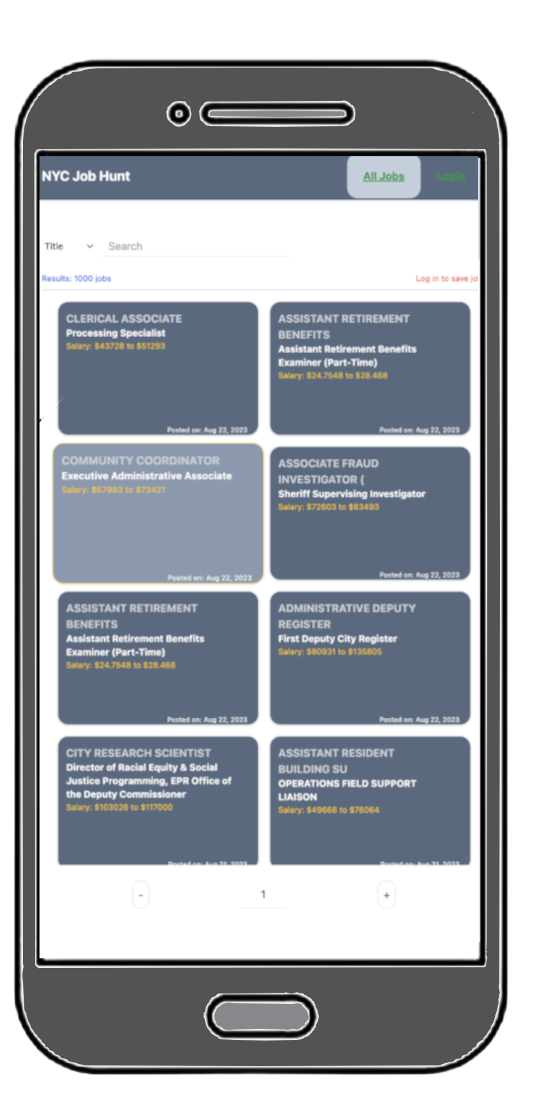 NYC Job Hunt
All Jobs
Login
Title
Search
Results: 1000 jobs
Log in to save jo
CLERICAL ASSOCIATE
Processing Specialist
Salary: $43728 to $51293
Posted on: Aug 22, 2023
ASSISTANT RETIREMENT
BENEFITS
Assistant Retirement Benefits
Examiner (Part-Time)
Salary: $24.7548 to $28.468
Posted on: Aug 22, 2023
COMMUNITY COORDINATOR
Executive Administrative Associate
Salary: $67983 to $73421
Posted on: Aug 22, 2023
ASSOCIATE FRAUD
INVESTIGATOR (
Sheriff Supervising Investigator
Salary: $72603 to $83493
Posted on: Aug 22, 2023
ASSISTANT RETIREMENT
BENEFITS
Assistant Retirement Benefits
Examiner (Part-Time)
Salary: $24.7548 to $28.468
Posted on: Aug 22, 2023
ADMINISTRATIVE DEPUTY
REGISTER
First Deputy City Register
Salary: $80931 to $135805
Posted on: Aug 22, 2023
CITY RESEARCH SCIENTIST
Director of Racial Equity & Social
Justice Programming, EPR Office of
the Deputy Commissioner
Salary: $103026 to $117000
Posted on: Aug 21, 2023
ASSISTANT RESIDENT
BUILDING SU
OPERATIONS FIELD SUPPORT
LIAISON
Salary: $49666 to $76064
Posted on: Aug 21, 2023
- 1 +